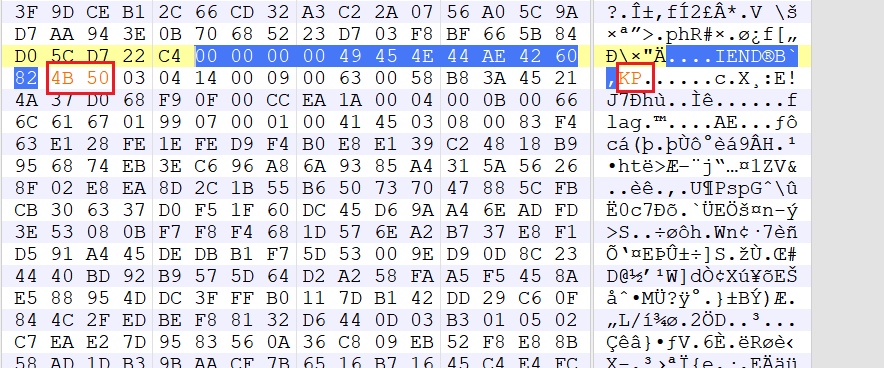 3F 9D CE B1 2C 66 CD 32 A3 C2 2A 07 56 A0 5C 9A ?.Î±,fÍ2£Â*.V \š
D7 AA 94 3E 0B 70 68 52 23 D7 03 F8 BF 66 5B 84 ת”>.phR#×.ø¿f[„
D0 5C D7 22 C4 00 00 00 00 49 45 4E 44 AE 42 60 Ð\×"Ä....IEND®B`
82 4B 50 03 04 14 00 09 00 63 00 58 B8 3A 45 21 ‚KP......c.X¸:E!
4A 37 D0 68 F9 0F 00 CC EA 1A 00 04 00 0B 00 66 J7Ðhù..Ìê......f
6C 61 67 01 99 07 00 01 00 41 45 03 08 00 83 F4 lag.™....AE...ƒô
63 E1 28 FE 1E FE D9 F4 B0 E8 E1 39 C2 48 18 B9 cá(þ.þÙô°èá9ÂH.¹
95 68 74 EB 3E C6 96 A8 6A 93 85 A4 31 5A 56 26 •htë>Æ–¨j“…¤1ZV&
8F 02 E8 EA 8D 2C 1B 55 B6 50 73 70 47 88 5C FB ..èê.,.U¶PspGˆ\û
CB 30 63 37 D0 F5 1F 60 DC 45 D6 9A A4 6E AD FD Ë0c7Ðõ.`ÜEÖš¤n-ý
3E 53 08 0B F7 F8 F4 68 1D 57 6E A2 B7 37 E8 F1 >S..÷øôh.Wn¢·7èñ
D5 91 A4 45 DE DB B1 F7 5D 53 00 9E D9 0D 8C 23 Õ‘¤EÞÛ±÷]S.žÙ.Œ#
44 40 BD 92 B9 57 5D 64 D2 A2 58 FA A5 F5 45 8A D@½’¹W]dÒ¢Xú¥õEŠ
E5 88 95 4D DC 3F FF B0 11 7D B1 42 DD 29 C6 0F åˆ•MÜ?ÿ°.}±BÝ)Æ.
84 4C 2F ED BE F8 81 32 D6 44 0D 03 B3 01 05 02 „L/í¾ø.2ÖD..³...
C7 EA E2 7D 95 83 56 0A 36 C8 09 EB 52 F8 E8 8B Çêâ}•ƒV.6È.ëRøè‹
58 AD 1D B3 9B AA CF 7B 65 16 B7 16 45 C4 E4 FC X-.³›ªÏ{e.·.EÄäü